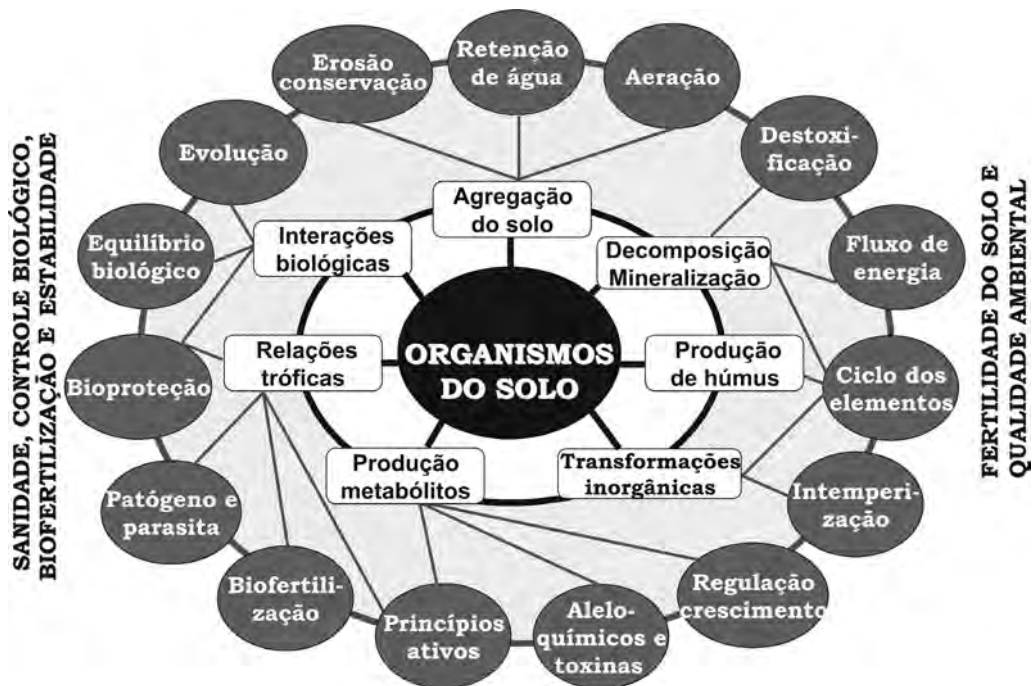 Erosão
conservação
Retenção
de água
Aeração
Destoxi-
ficação
Fluxo de
energia
Ciclo dos
elementos
Intemperi-
zação
Regulação
crescimento
Alelo-
químicos e
toxinas
Princípios
ativos
Biofertili-
zação
Patógeno e
parasita
Bioproteção
Equilíbrio
biológico
Evolução
Agregação
do solo
Decomposição
Mineralização
Produção
de húmus
Transformações
inorgânicas
Produção
metabólitos
Relações
tróficas
Interações
biológicas
ORGANISMOS
DO SOLO
SANIDADE, CONTROLE BIOLÓGICO,
BIOFERTILIZAÇÃO E ESTABILIDADE
FERTILIDADE DO SOLO E
QUALIDADE AMBIENTAL